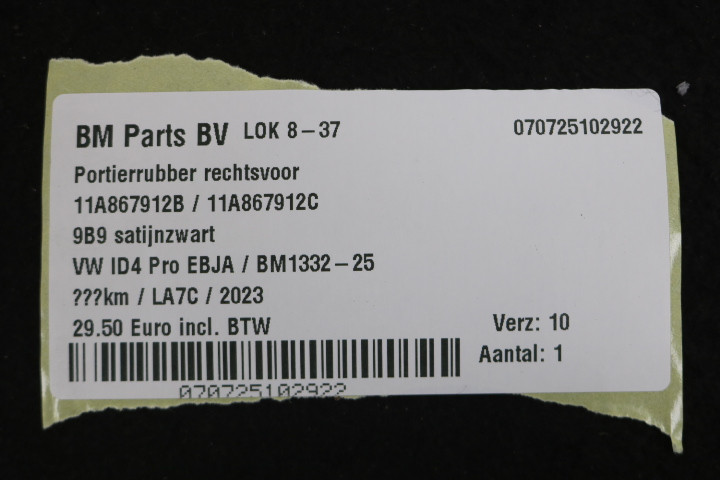 BM Parts BV LOK 8-37 070725102922
Portierrubber rechtsvoor
11A867912B / 11A867912C
9B9 satijnzwart
VW ID4 Pro EBJA / BM1332-25
???km / LA7C / 2023
29.50 Euro incl. BTW Verz: 10
Aantal: 1
070725102922